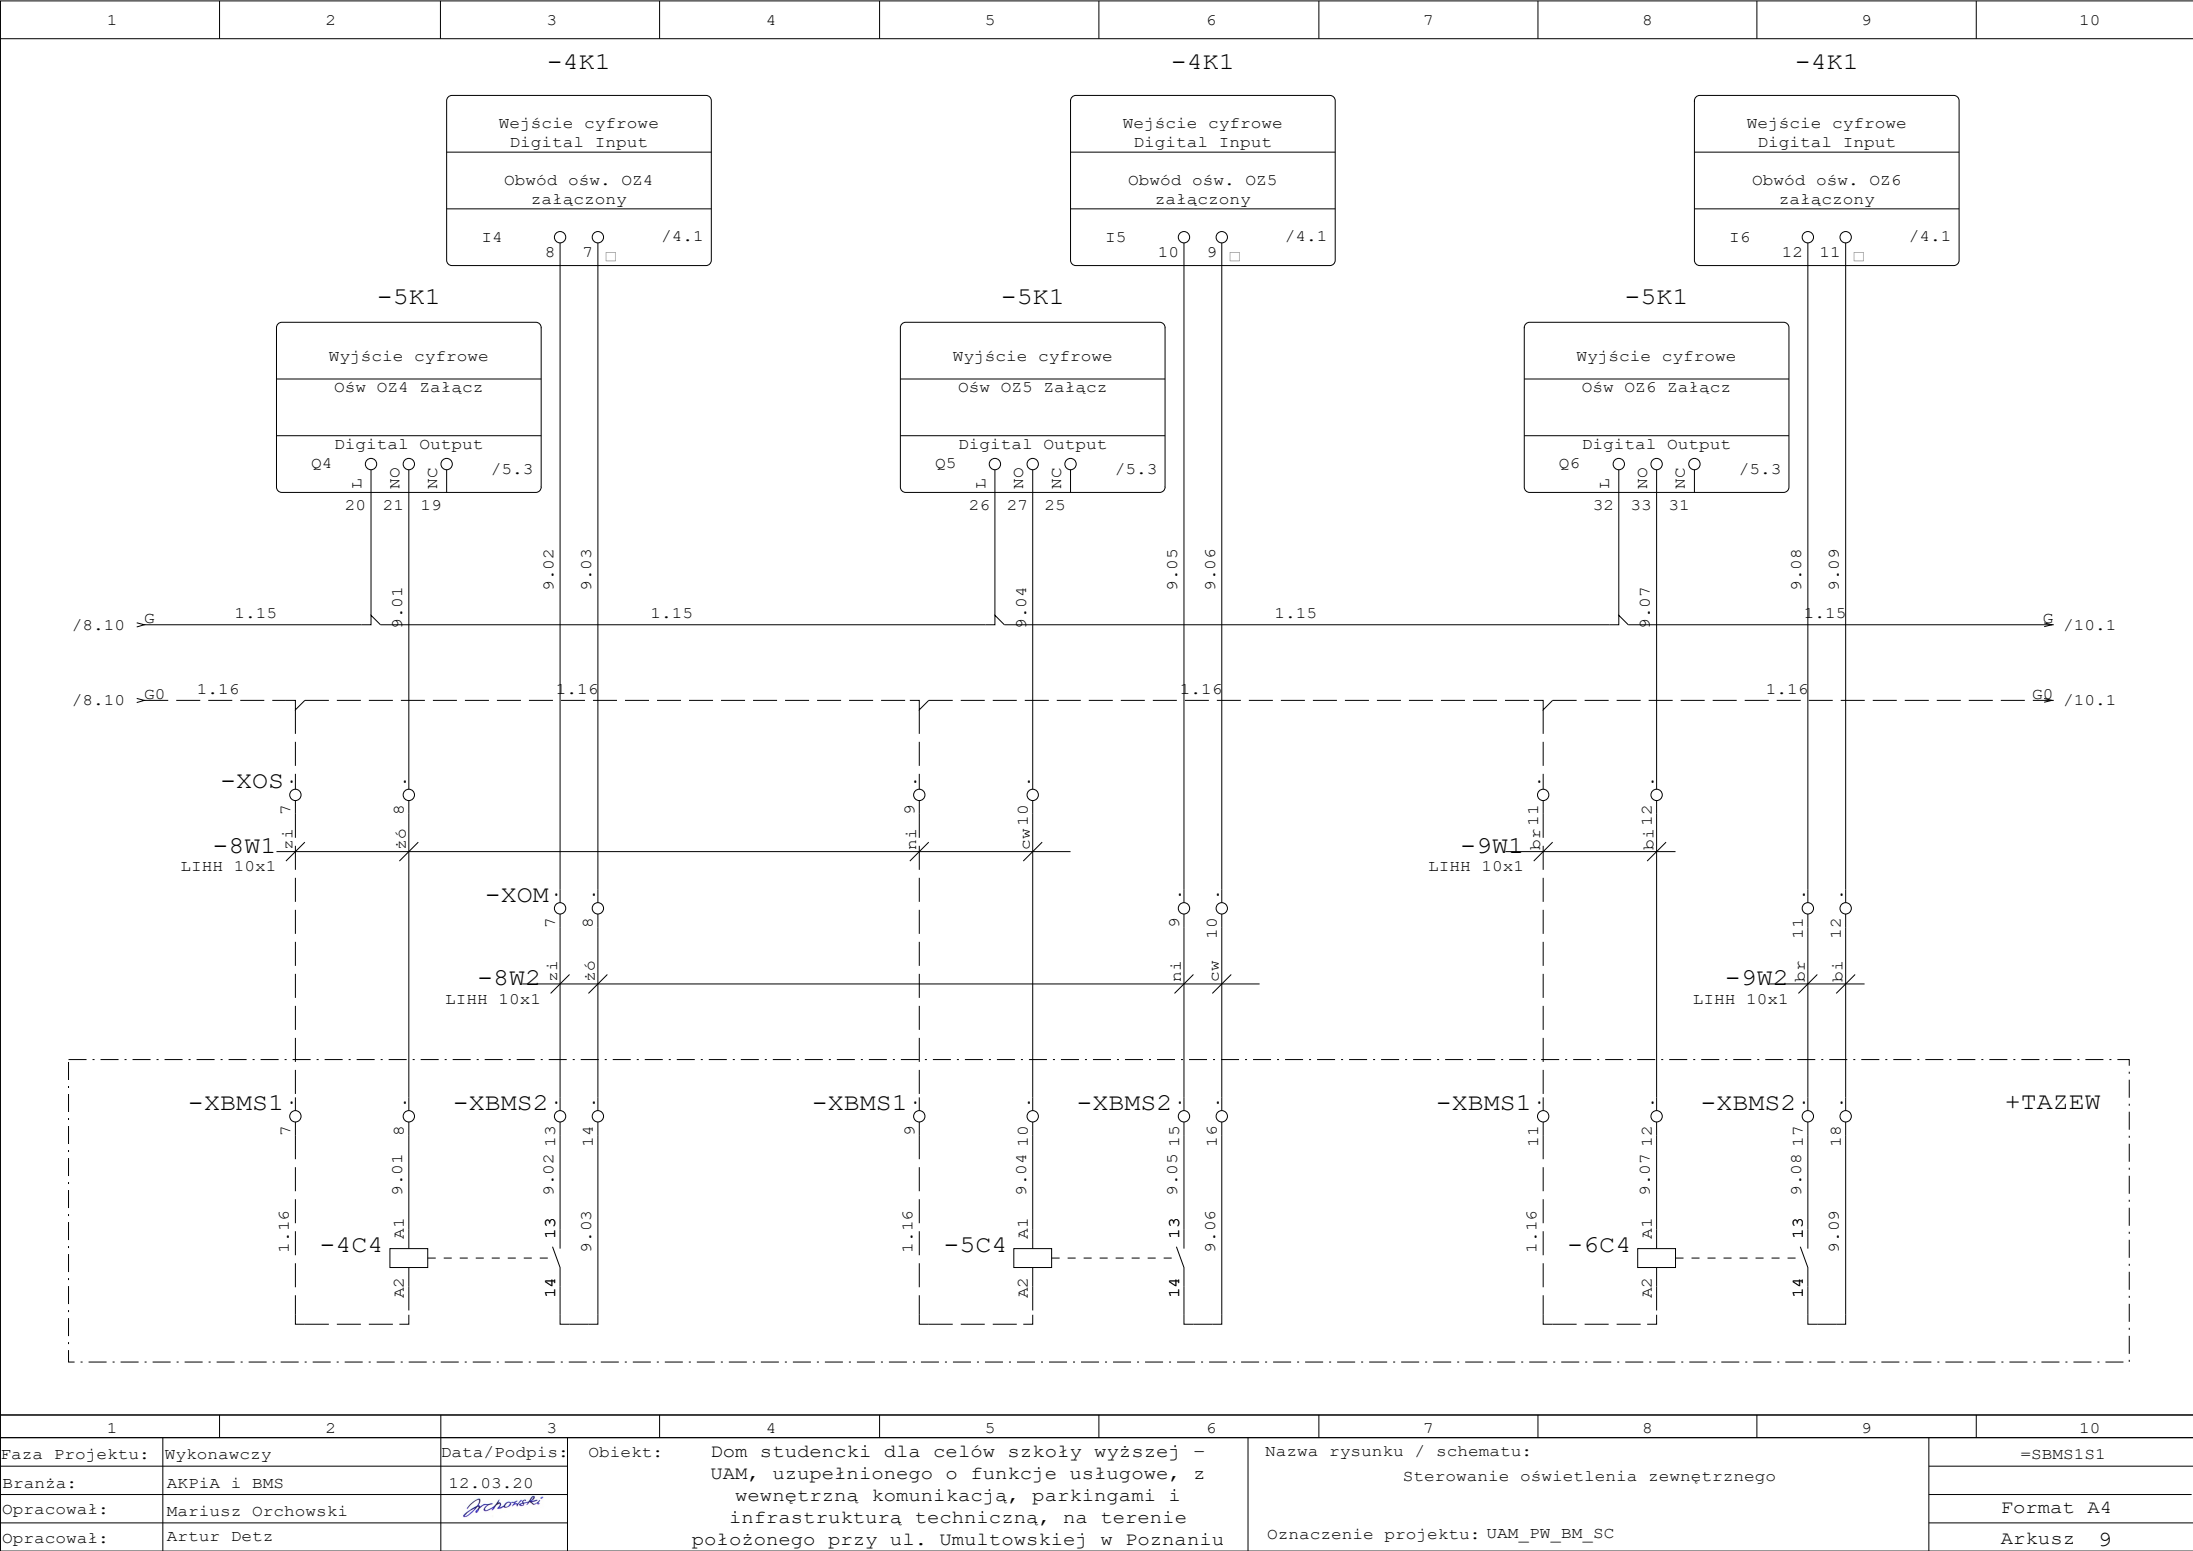 1 2 3 4 5 6 7 8 9 10
-4K1 -4K1 -4K1
Wejście cyfrowe
Digital Input
Obwód ośw. OZ4
załączony
I4 8 7 /4.1
Wejście cyfrowe
Digital Input
Obwód ośw. OZ5
załączony
I5 10 9 /4.1
Wejście cyfrowe
Digital Input
Obwód ośw. OZ6
załączony
I6 12 11 /4.1
-5K1 -5K1 -5K1
Wyjście cyfrowe
Ośw OZ4 Załącz
Digital Output
Q4 L NO NC /5.3
20 21 19
Wyjście cyfrowe
Ośw OZ5 Załącz
Digital Output
Q5 L NO NC /5.3
26 27 25
Wyjście cyfrowe
Ośw OZ6 Załącz
Digital Output
Q6 L NO NC /5.3
32 33 31
9.02 9.03 9.05 9.06 9.08 9.09
9.01 9.04 9.07
/8.10 G 1.15 1.15 1.15 1.15 G /10.1
/8.10 G0 1.16 1.16 1.16 1.16 G0 /10.1
-XOS 7 8 9 10 11 12
-8W1 zi żó ni cw
LIHH 10x1
-9W1 br bi
LIHH 10x1
-XOM 7 8 9 10 11 12
-8W2 zi żó ni cw
LIHH 10x1
-9W2 br bi
LIHH 10x1
-XBMS1 -XBMS2 -XBMS1 -XBMS2 -XBMS1 -XBMS2 +TAZEW
7 8 13 14 9 10 15 16 11 12 17 18
9.01 9.02 9.04 9.05 9.07 9.08
1.16 A1 13 9.03 1.16 A1 13 9.06 1.16 A1 13 9.09
-4C4 -5C4 -6C4
A2 14 A2 14 A2 14
1 2 3 4 5 6 7 8 9 10
Faza Projektu: Wykonawczy Data/Podpis:
Branża: AKPiA i BMS 12.03.20
Opracował: Mariusz Orchowski Orchowski
Opracował: Artur Detz
Obiekt: Dom studencki dla celów szkoły wyższej –
UAM, uzupełnionego o funkcje usługowe, z
wewnętrzną komunikacją, parkingami i
infrastrukturą techniczną, na terenie
położonego przy ul. Umultowskiej w Poznaniu
Nazwa rysunku / schematu:
Sterowanie oświetlenia zewnętrznego
Oznaczenie projektu: UAM_PW_BM_SC
=SBMS1S1
Format A4
Arkusz 9